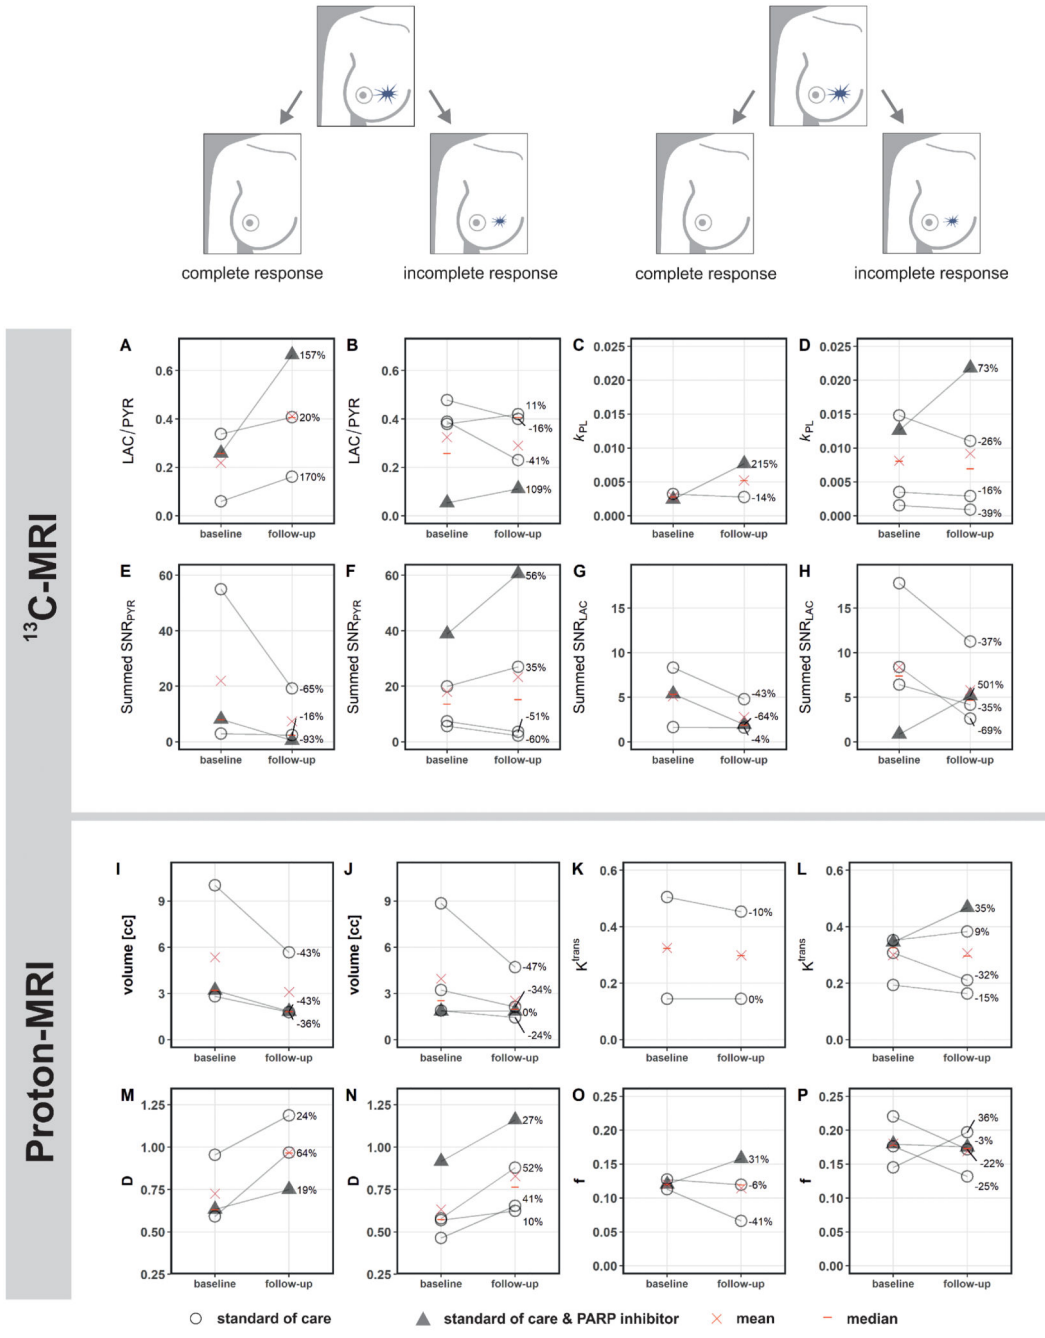 complete response
incomplete response
complete response
incomplete response
¹³C-MRI
A
LAC/PYR
0.6
0.4
0.2
0.0
157%
20%
170%
baseline
follow-up
B
LAC/PYR
0.6
0.4
0.2
0.0
11%
-16%
-41%
109%
baseline
follow-up
C
kPL
0.025
0.020
0.015
0.010
0.005
0.000
215%
-14%
baseline
follow-up
D
kPL
0.025
0.020
0.015
0.010
0.005
0.000
73%
-26%
-16%
-39%
baseline
follow-up
E
Summed SNRPYR
60
40
20
0
-65%
-16%
-93%
baseline
follow-up
F
Summed SNRPYR
60
40
20
0
56%
35%
-51%
-60%
baseline
follow-up
G
Summed SNRLAC
15
10
5
0
-43%
-64%
-4%
baseline
follow-up
H
Summed SNRLAC
15
10
5
0
-37%
501%
-35%
-69%
baseline
follow-up
Proton-MRI
I
volume [cc]
9
6
3
0
-43%
-43%
-36%
baseline
follow-up
J
volume [cc]
9
6
3
0
-47%
-34%
0%
-24%
baseline
follow-up
K
Ktrans
0.6
0.4
0.2
0.0
-10%
0%
baseline
follow-up
L
Ktrans
0.6
0.4
0.2
0.0
35%
9%
-32%
-15%
baseline
follow-up
M
D
1.25
1.00
0.75
0.50
0.25
24%
64%
19%
baseline
follow-up
N
D
1.25
1.00
0.75
0.50
0.25
27%
52%
41%
10%
baseline
follow-up
O
f
0.25
0.20
0.15
0.10
0.05
0.00
31%
-6%
-41%
baseline
follow-up
P
f
0.25
0.20
0.15
0.10
0.05
0.00
36%
-3%
-22%
-25%
baseline
follow-up
standard of care
standard of care & PARP inhibitor
mean
median